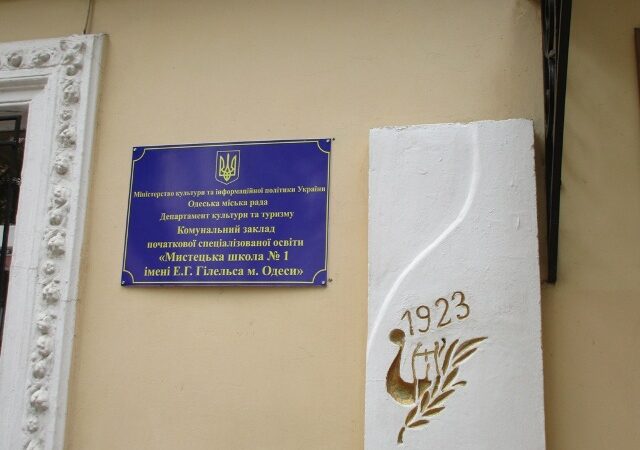 Міністерство культури та інформаційної політики України
Одеська міська рада
Департамент культури та туризму
Комунальний заклад
початкової спеціалізованої освіти
«Мистецька школа № 1
імені Е.Г. Гілельса м. Одеси»
1923